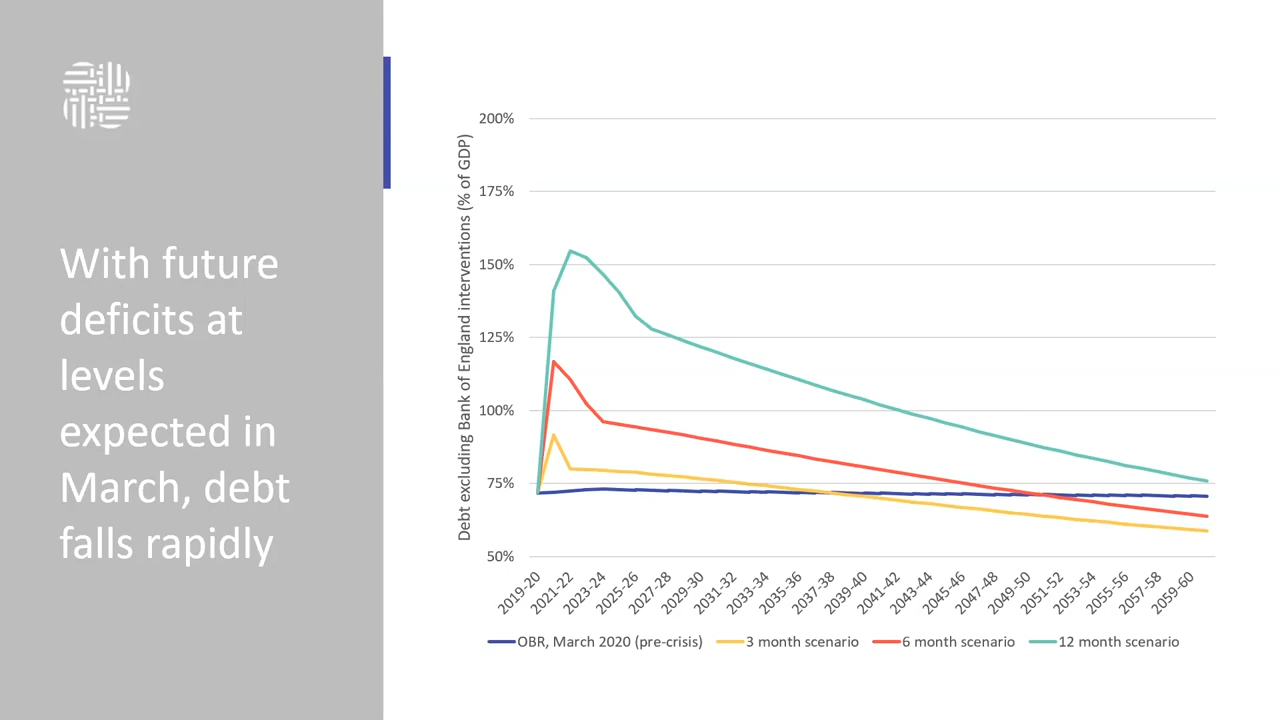 With future
deficits at
levels
expected in
March, debt
falls rapidly
Debt excluding Bank of England interventions (% of GDP)
200%
175%
150%
125%
100%
75%
50%
2019-20
2021-22
2023-24
2025-26
2027-28
2029-30
2031-32
2033-34
2035-36
2037-38
2039-40
2041-42
2043-44
2045-46
2047-48
2049-50
2051-52
2053-54
2055-56
2057-58
2059-60
OBR, March 2020 (pre-crisis)
3 month scenario
6 month scenario
12 month scenario